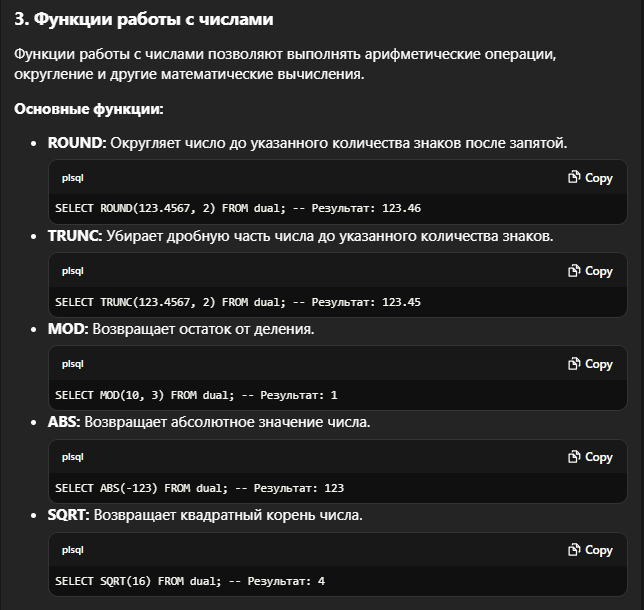 3. Функции работы с числами
Функции работы с числами позволяют выполнять арифметические операции,
округление и другие математические вычисления.
Основные функции:
• ROUND: Округляет число до указанного количества знаков после запятой.
plsql Copy
SELECT ROUND(123.4567, 2) FROM dual; -- Результат: 123.46
• TRUNC: Убирает дробную часть числа до указанного количества знаков.
plsql Copy
SELECT TRUNC(123.4567, 2) FROM dual; -- Результат: 123.45
• MOD: Возвращает остаток от деления.
plsql Copy
SELECT MOD(10, 3) FROM dual; -- Результат: 1
• ABS: Возвращает абсолютное значение числа.
plsql Copy
SELECT ABS(-123) FROM dual; -- Результат: 123
• SQRT: Возвращает квадратный корень числа.
plsql Copy
SELECT SQRT(16) FROM dual; -- Результат: 4